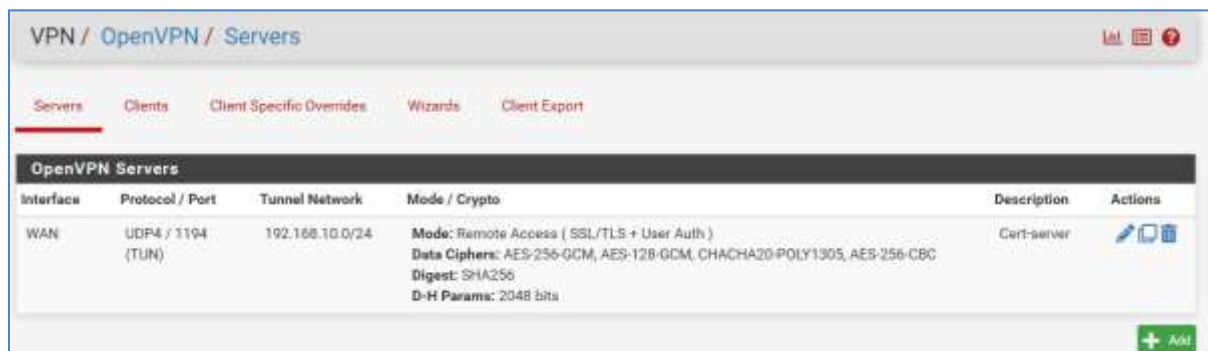 VPN / OpenVPN / Servers
Servers Clients Client Specific Overrides Wizards Client Export
OpenVPN Servers
Interface Protocol / Port Tunnel Network Mode / Crypto Description Actions
WAN UDP4 / 1194 192.168.10.0/24 Mode: Remote Access ( SSL/TLS + User Auth ) Cert-server
(TUN) Data Ciphers: AES-256-GCM, AES-128-GCM, CHACHA20-POLY1305, AES-256-CBC
Digest: SHA256
D-H Params: 2048 bits
Add